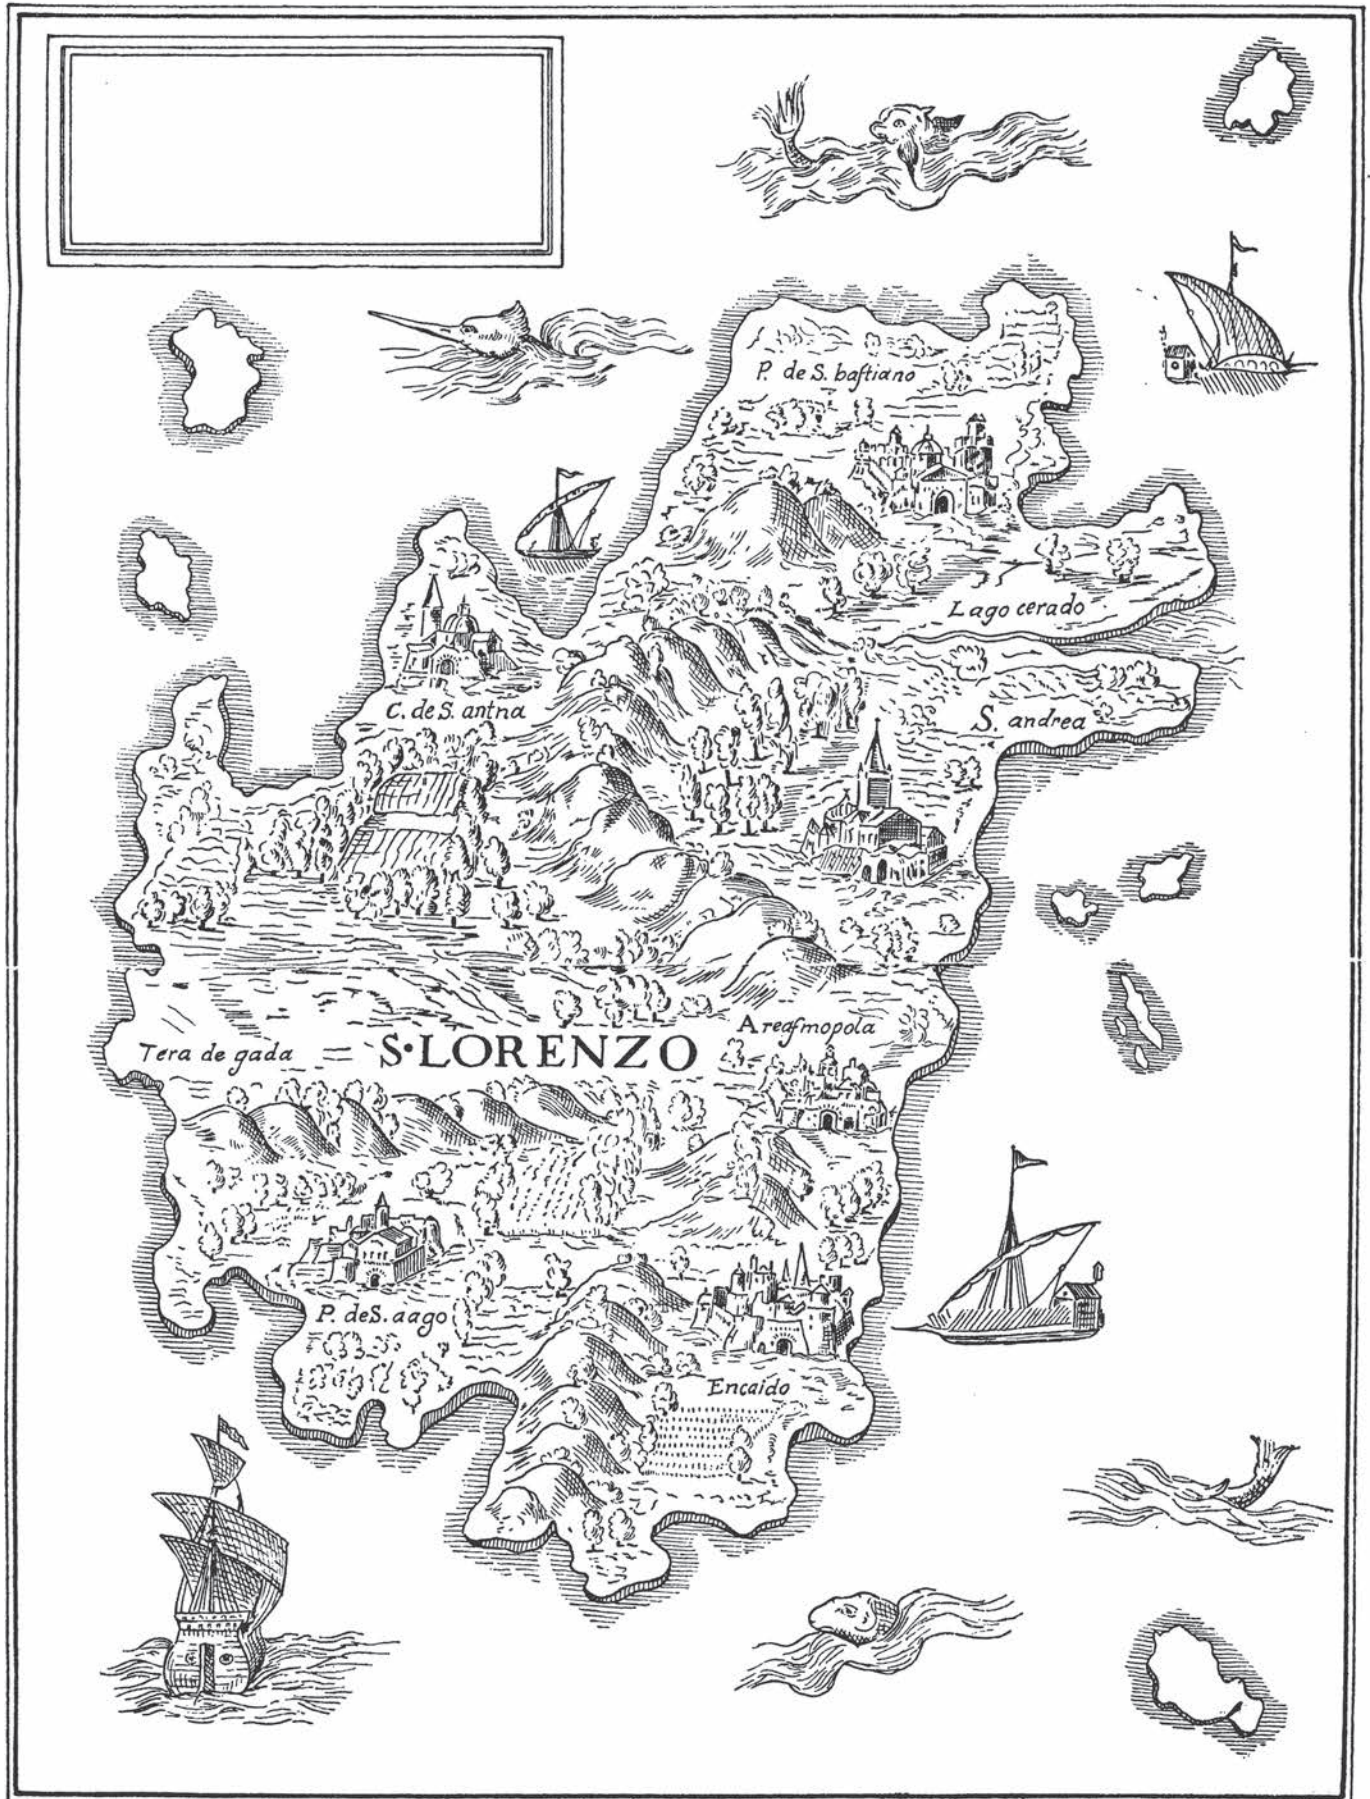 P. de S. baſtiano
Lago cerado
C. de S. antna
S. andrea
Areaſmopola
Tera de gada = S·LORENZO
P. de S. aago
Encaido